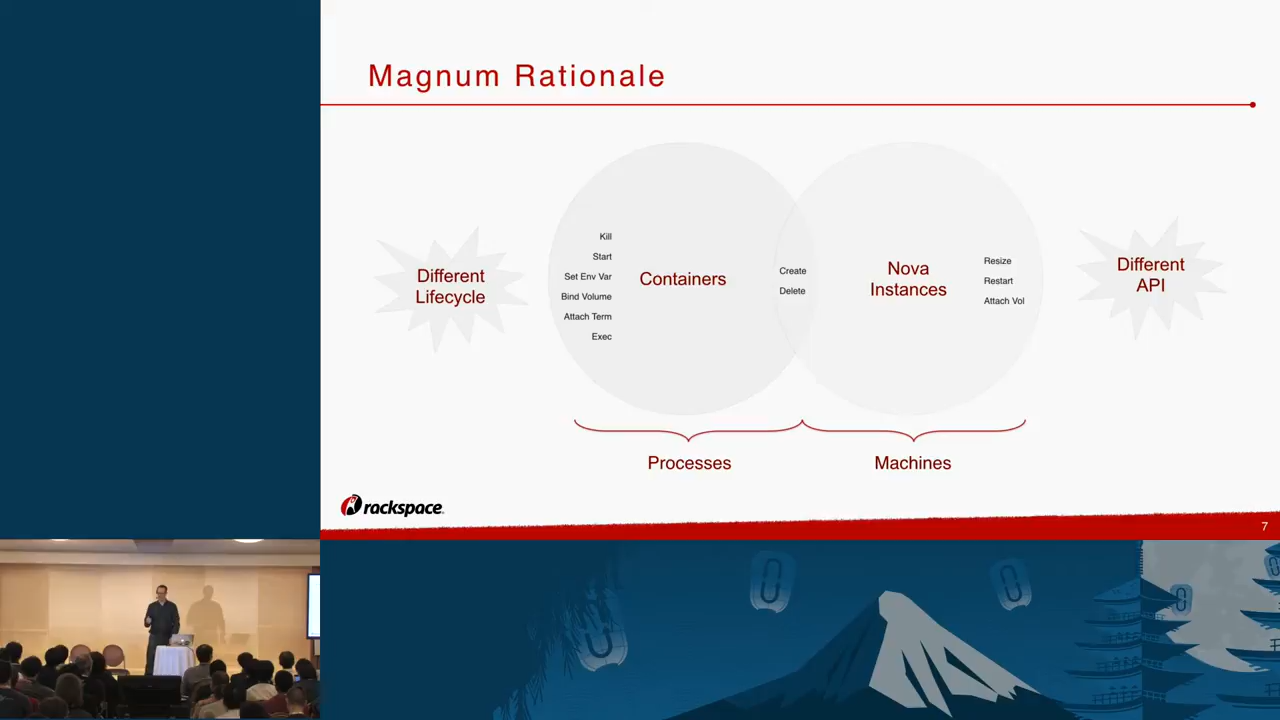 Magnum Rationale
Different
Lifecycle
Kill
Start
Set Env Var
Bind Volume
Attach Term
Exec
Containers
Create
Delete
Nova
Instances
Resize
Restart
Attach Vol
Different
API
Processes
Machines
rackspace
7